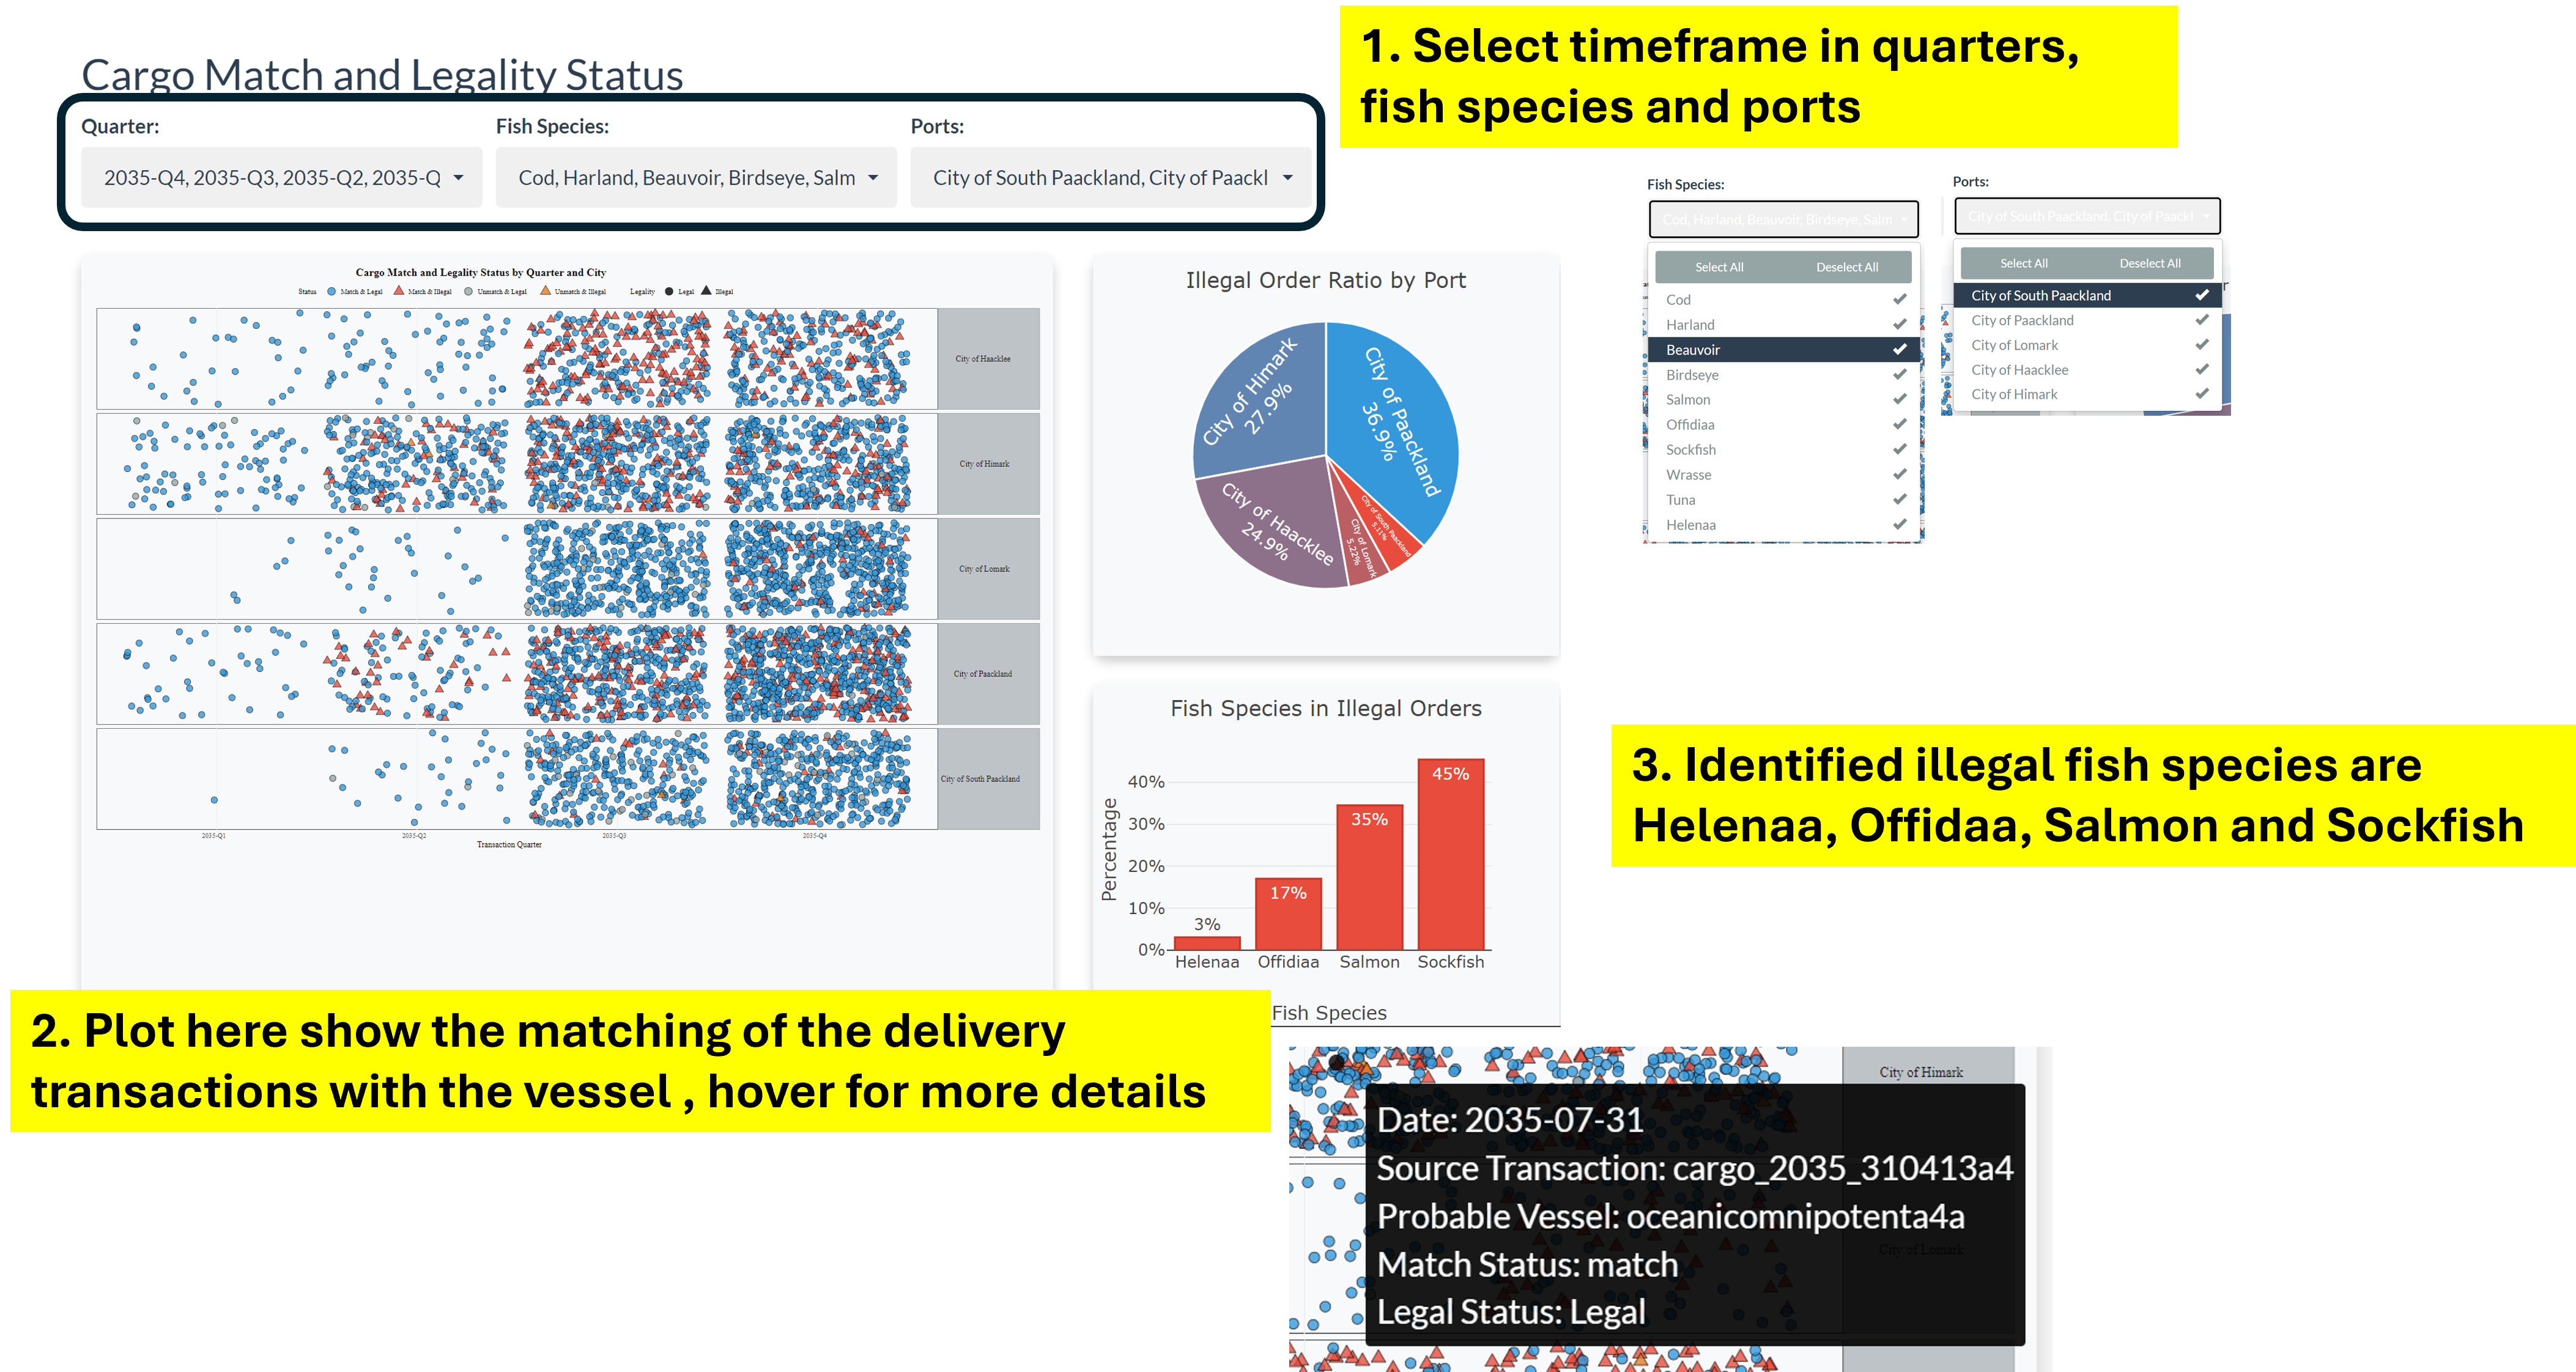 1. Select timeframe in quarters,
fish species and ports
Cargo Match and Legality Status
Quarter:
Fish Species:
Ports:
2035-Q4, 2035-Q3, 2035-Q2, 2035-Q
Cod, Harland, Beauvoir, Birdseye, Salm
City of South Paackland, City of Paackl
Fish Species:
Cod, Harland, Beauvoir, Birdseye, Salm
Select All
Deselect All
Cod
Harland
Beauvoir
Birdseye
Salmon
Offidiaa
Sockfish
Wrasse
Tuna
Helenaa
Ports:
City of South Paackland, City of Paackl
Select All
Deselect All
City of South Paackland
City of Paackland
City of Lomark
City of Haacklee
City of Himark
r
Cargo Match and Legality Status by Quarter and City
Status
Match & Legal
Match & Illegal
Unmatch & Legal
Unmatch & Illegal
Legality
Legal
Illegal
City of Haacklee
City of Himark
City of Lomark
City of Paackland
City of South Paackland
2035-Q1
2035-Q2
2035-Q3
2035-Q4
Transaction Quarter
Illegal Order Ratio by Port
City of Himark
27.9%
City of Paackland
36.9%
City of Haacklee
24.9%
City of Lomark
5.22%
City of South Paackland
5.11%
Fish Species in Illegal Orders
Percentage
40%
30%
20%
10%
0%
3%
17%
35%
45%
Helenaa
Offidiaa
Salmon
Sockfish
Fish Species
3. Identified illegal fish species are
Helenaa, Offidaa, Salmon and Sockfish
2. Plot here show the matching of the delivery
transactions with the vessel , hover for more details
City of Himark
Date: 2035-07-31
Source Transaction: cargo_2035_310413a4
Probable Vessel: oceanicomnipotenta4a
City of Lomark
Match Status: match
Legal Status: Legal